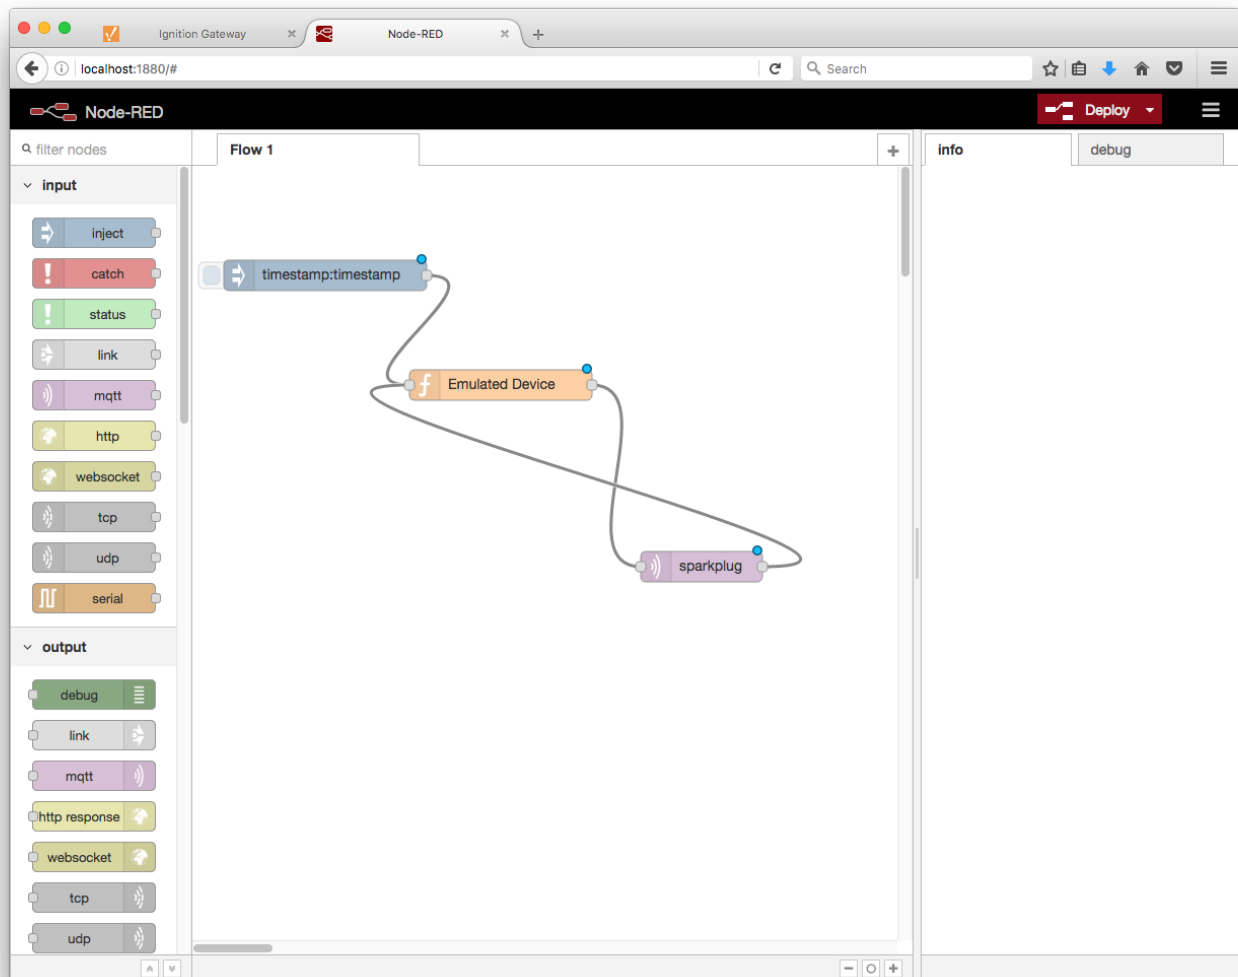 Ignition Gateway
Node-RED
localhost:1880/#
Search
Node-RED
Deploy
filter nodes
Flow 1
info
debug
input
inject
catch
status
link
mqtt
http
websocket
tcp
udp
serial
timestamp:timestamp
Emulated Device
sparkplug
output
debug
link
mqtt
http response
websocket
tcp
udp